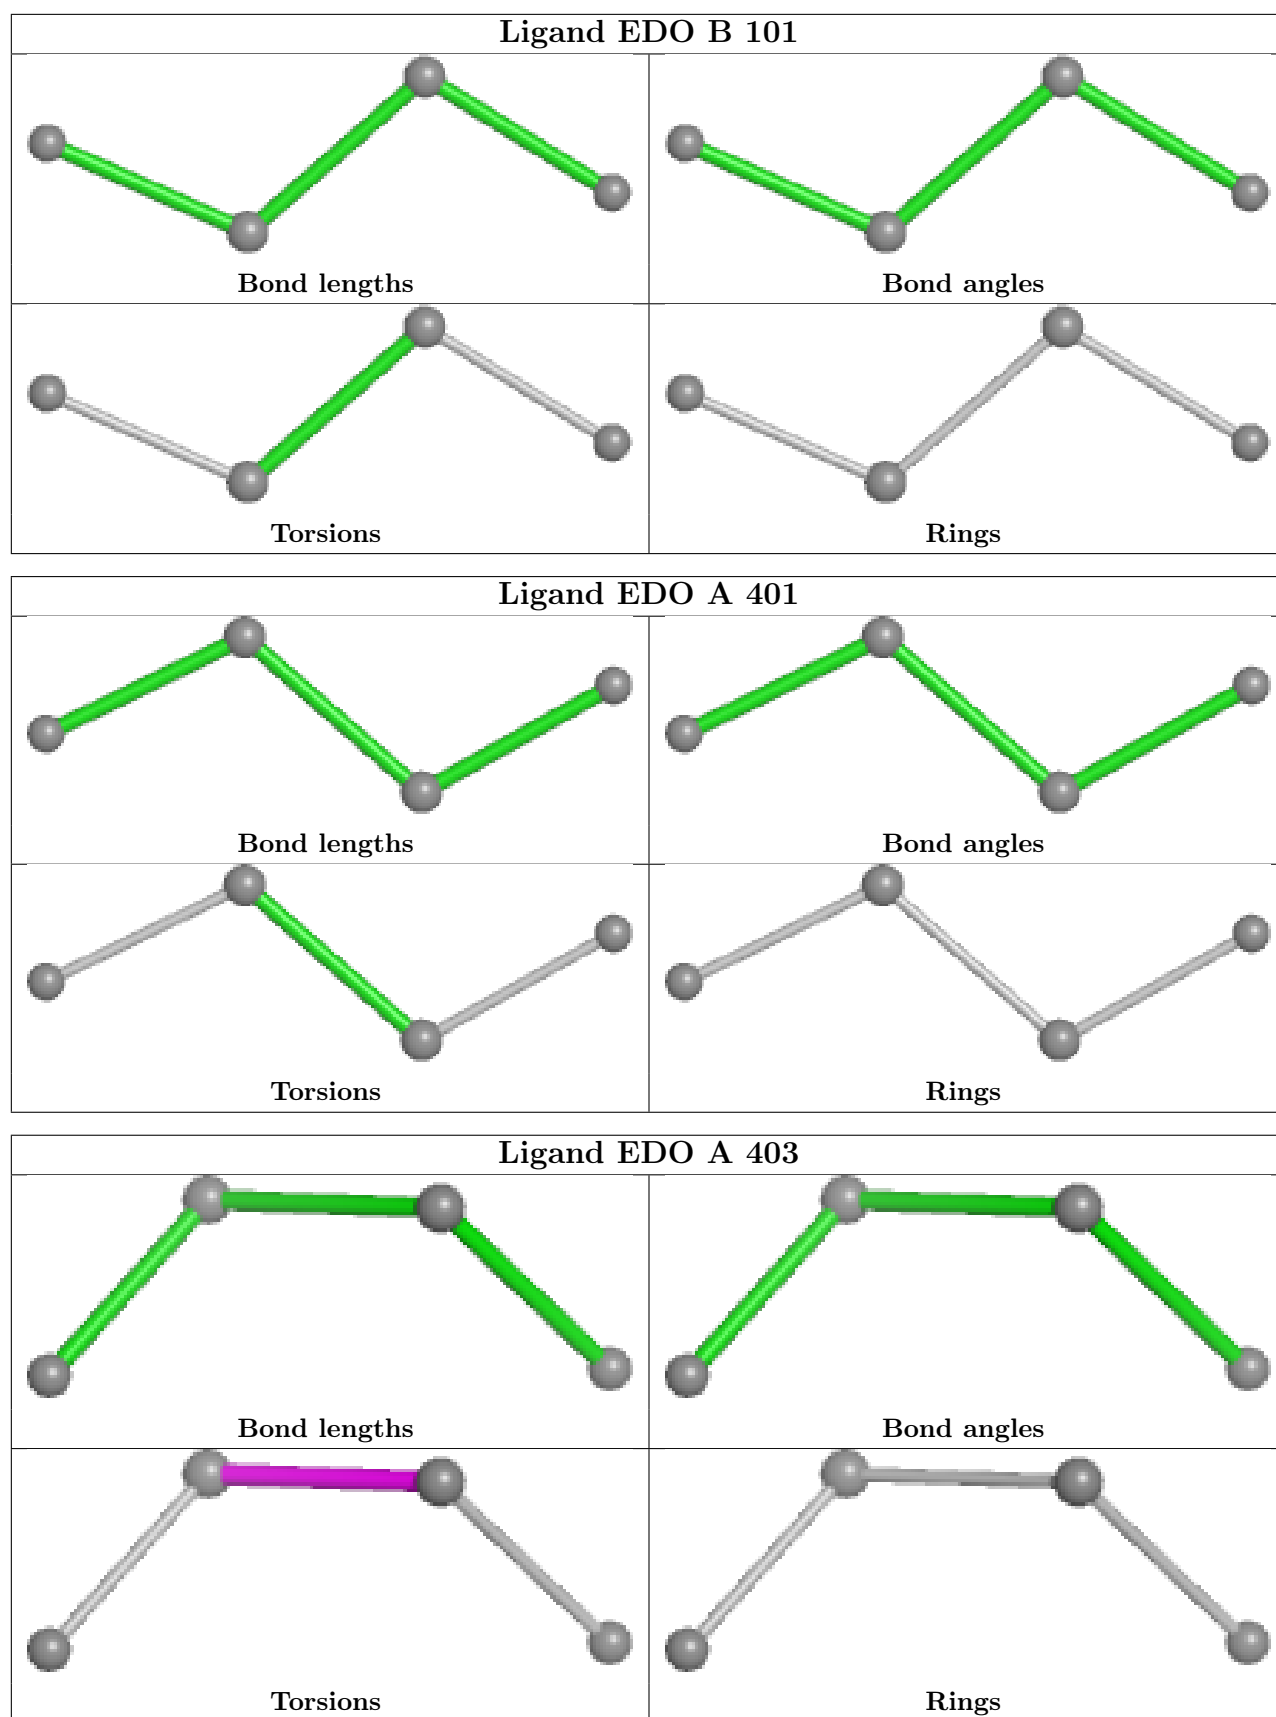 Ligand EDO B 101
Bond lengths
Bond angles
Torsions
Rings
Ligand EDO A 401
Bond lengths
Bond angles
Torsions
Rings
Ligand EDO A 403
Bond lengths
Bond angles
Torsions
Rings